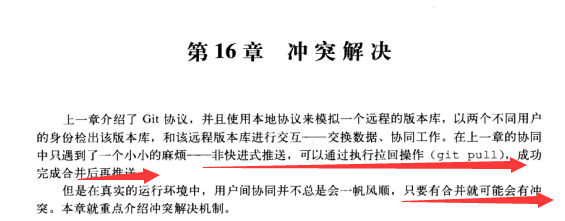 第16章 冲突解决
上一章介绍了 Git 协议，并且使用本地协议来模拟一个远程的版本库，以两个不同用户
的身份检出该版本库，和该远程版本库进行交互——交换数据、协同工作。在上一章的协同
中只遇到了一个小小的麻烦——非快进式推送，可以通过执行拉回操作（git pull），成功
完成合并后再推送。
但是在真实的运行环境中，用户间协同并不总是会一帆风顺，只要有合并就可能会有冲
突。本章就重点介绍冲突解决机制。